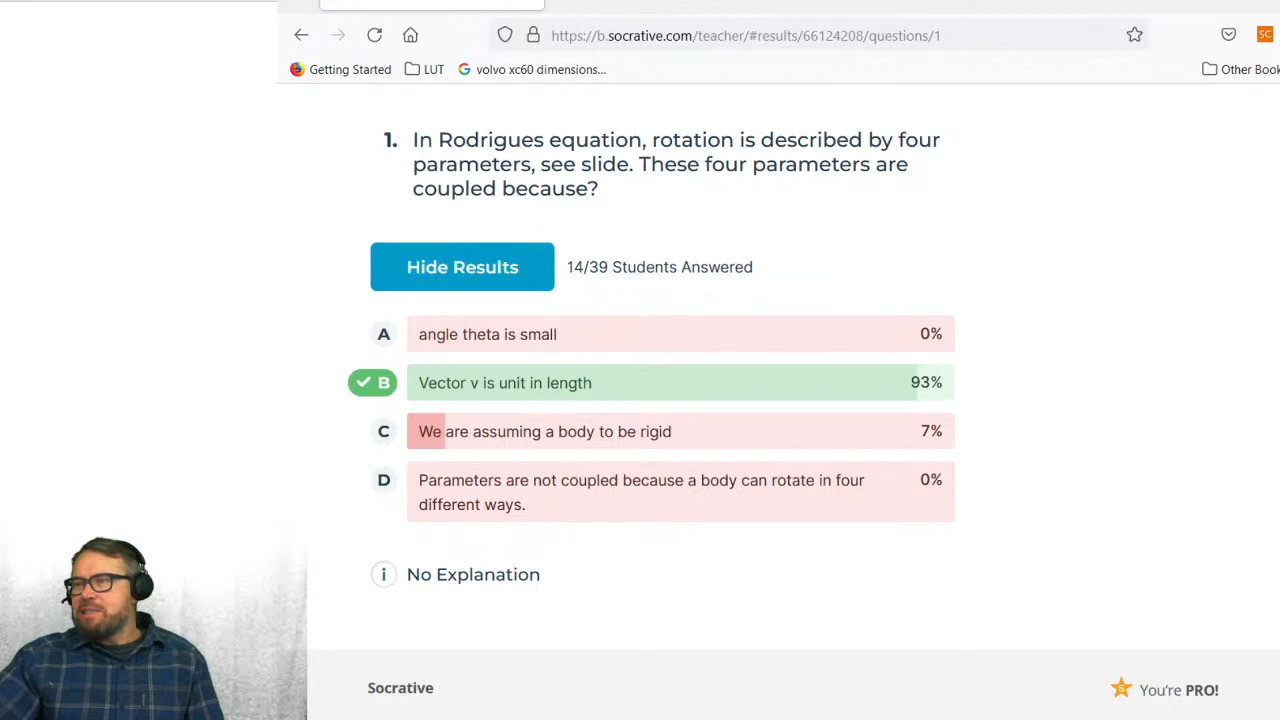 https://b.socrative.com/teacher/#results/66124208/questions/1
SC
Getting Started
LUT
G volvo xc60 dimensions...
Other Book
1. In Rodrigues equation, rotation is described by four
parameters, see slide. These four parameters are
coupled because?
Hide Results
14/39 Students Answered
A angle theta is small 0%
B Vector v is unit in length 93%
C We are assuming a body to be rigid 7%
D Parameters are not coupled because a body can rotate in four 0%
different ways.
i No Explanation
Socrative
You're PRO!